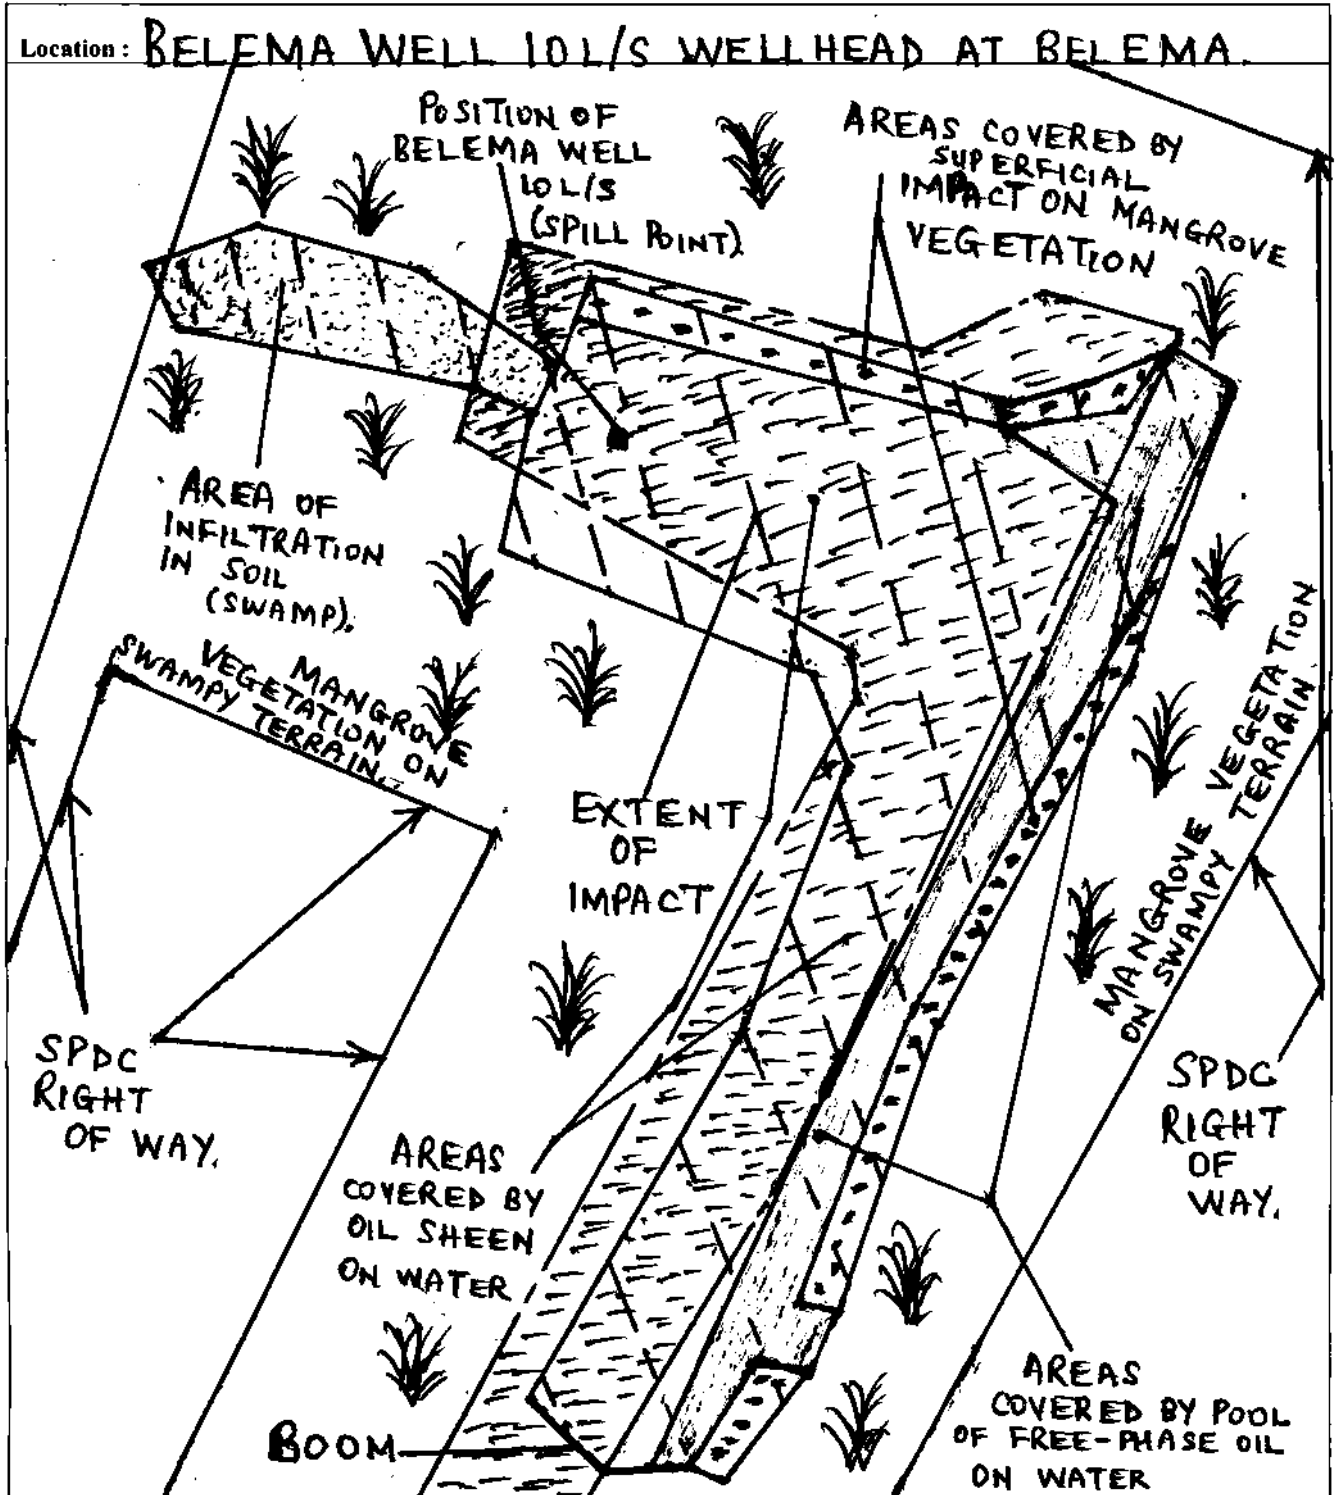 Location : BELEMA WELL 10L/S WELLHEAD AT BELEMA.
POSITION OF
BELEMA WELL
10L/S
(SPILL POINT)
AREAS COVERED BY
SUPERFICIAL
IMPACT ON MANGROVE
VEGETATION
AREA OF
INFILTRATION
IN SOIL
(SWAMP).
MANGROVE
VEGETATION ON
SWAMPY TERRAIN.
EXTENT
OF
IMPACT
MANGROVE VEGETATION
ON SWAMPY TERRAIN
SPDC
RIGHT
OF WAY.
SPDC
RIGHT
OF
WAY.
AREAS
COVERED BY
OIL SHEEN
ON WATER
AREAS
COVERED BY POOL
OF FREE-PHASE OIL
ON WATER
BOOM